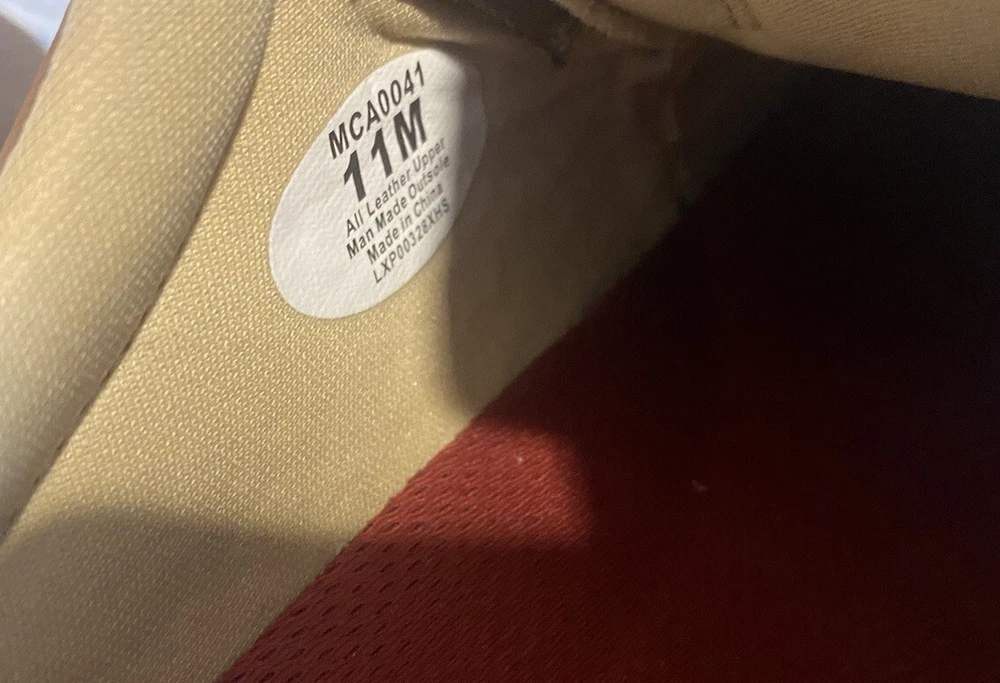 MCA0041
11M
All Leather Upper
Man Made Outsole
Made in China
LXP00328XHS